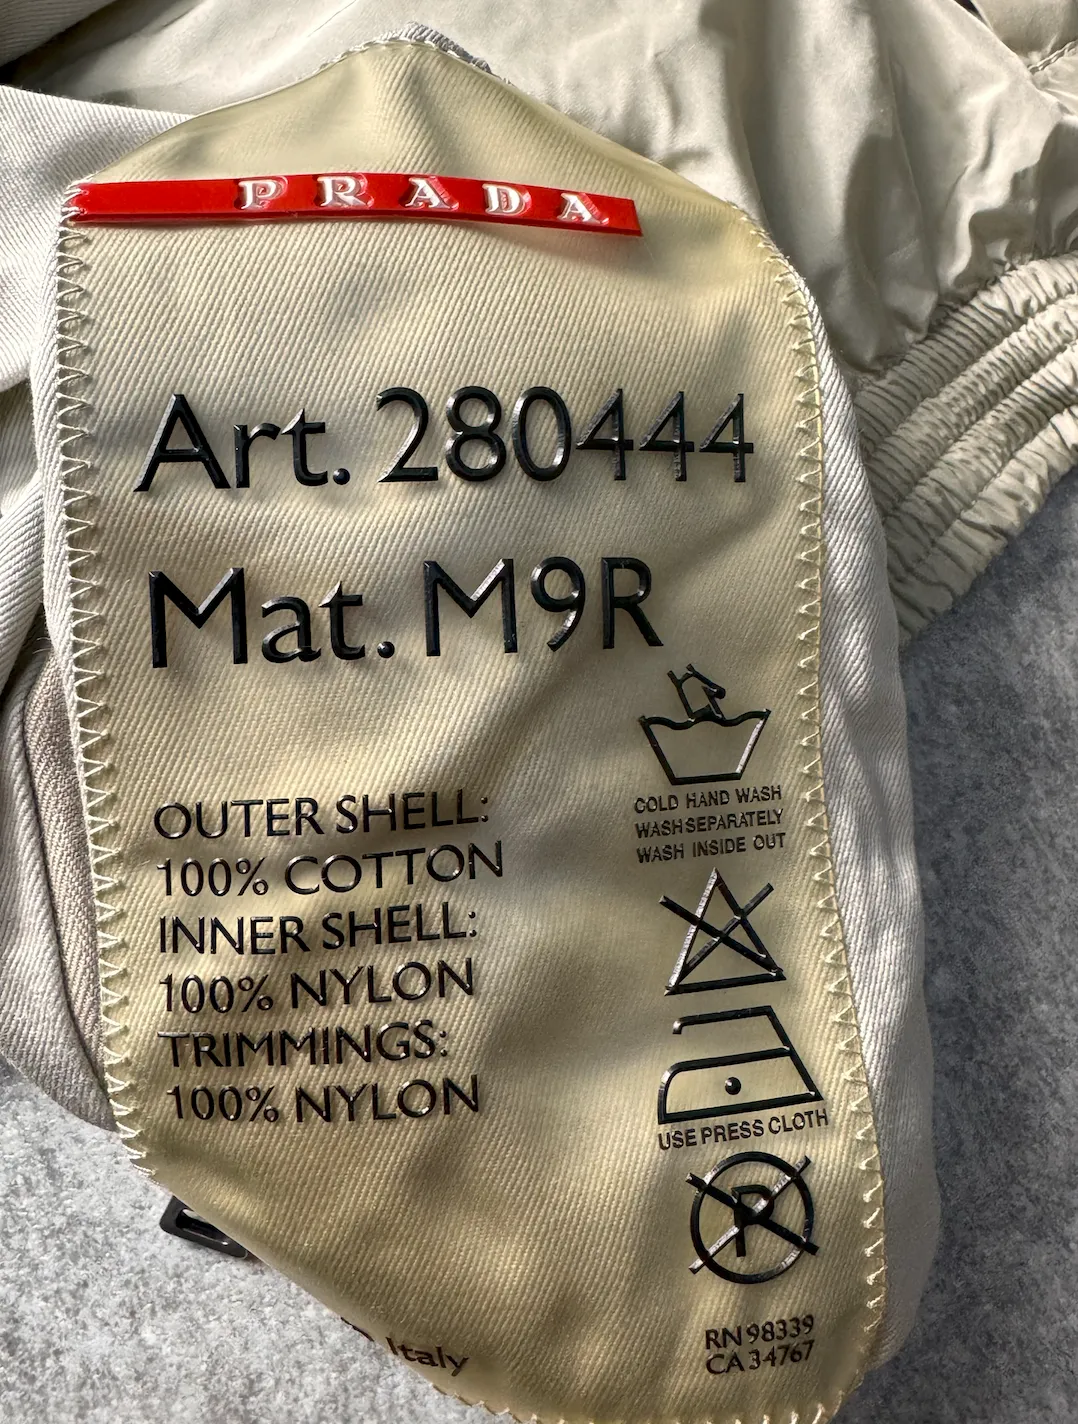 PRADA
Art. 280444
Mat. M9R
OUTER SHELL:
100% COTTON
INNER SHELL:
100% NYLON
TRIMMINGS:
100% NYLON
COLD HAND WASH
WASH SEPARATELY
WASH INSIDE OUT
USE PRESS CLOTH
P
RN 98339
CA 34767
Italy